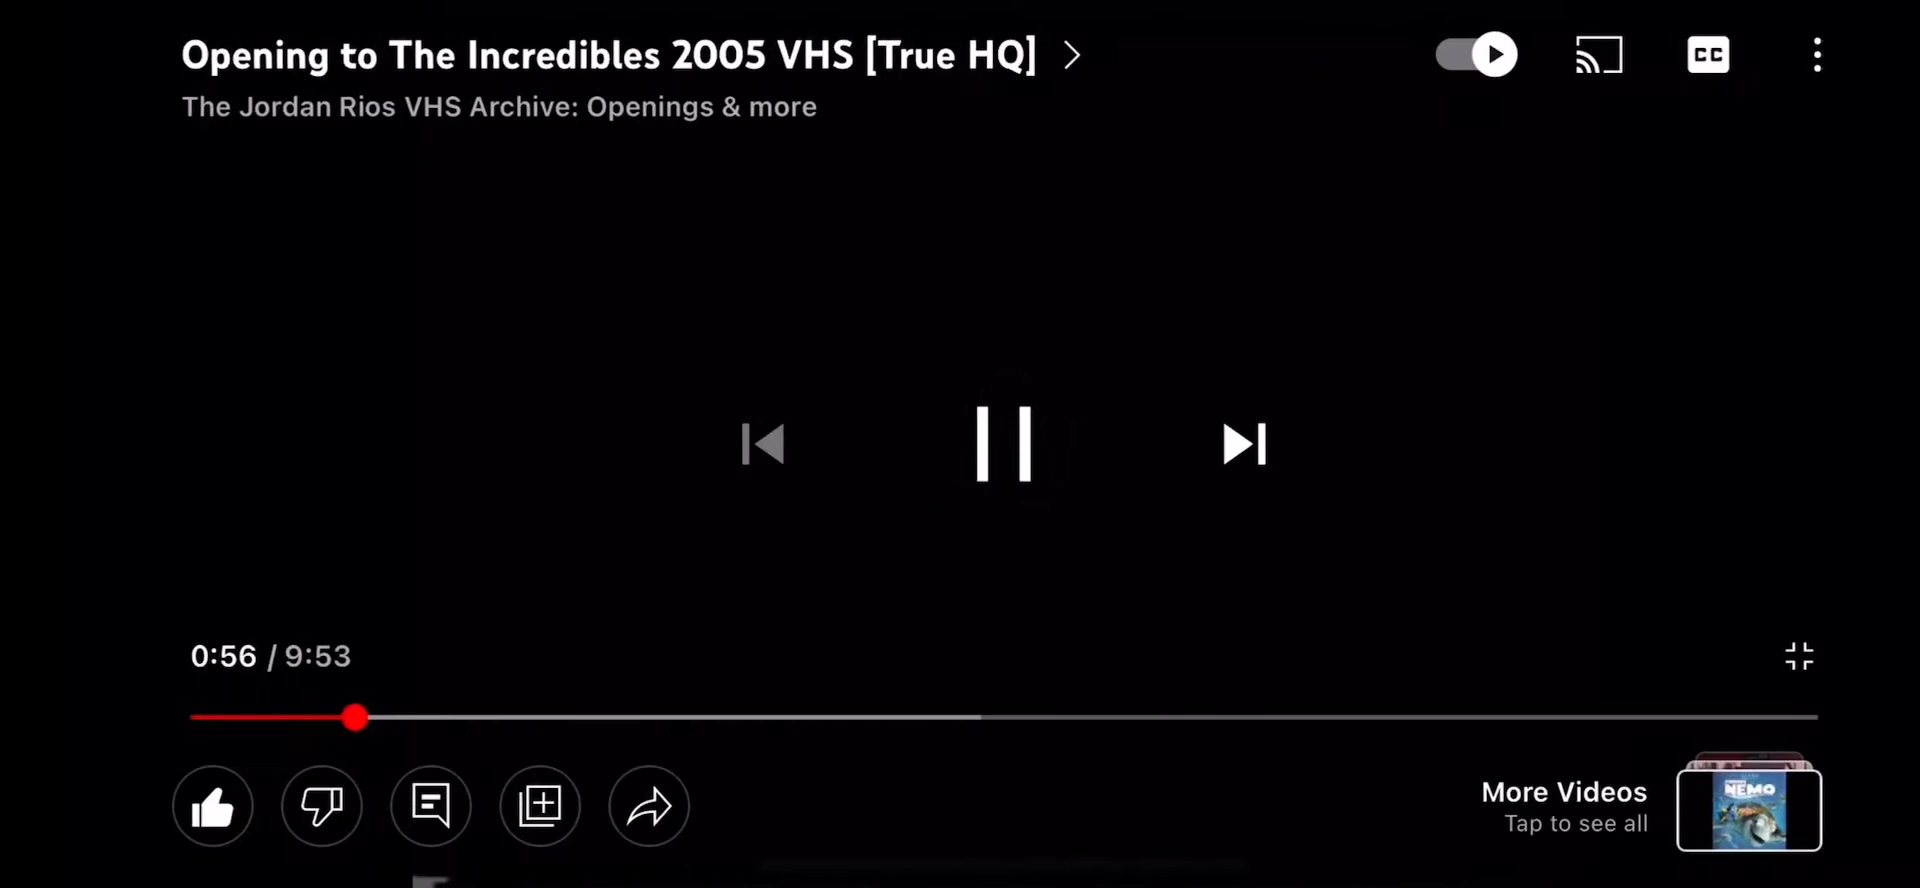 Opening to The Incredibles 2005 VHS [True HQ]
The Jordan Rios VHS Archive: Openings & more
CC
0:56 / 9:53
More Videos
Tap to see all
NEMO